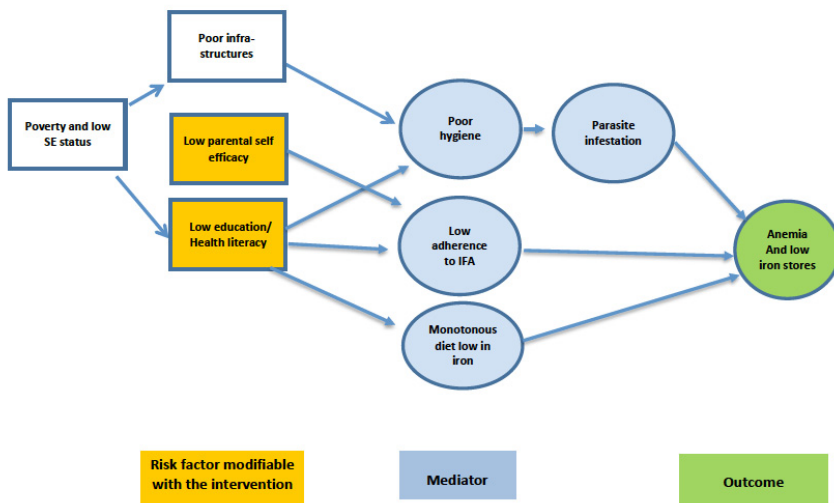 Poor infra-
structures
Poverty and low
SE status
Low parental self
efficacy
Low education/
Health literacy
Poor
hygiene
Parasite
infestation
Low
adherence
to IFA
Monotonous
diet low in
iron
Anemia
And low
iron stores
Risk factor modifiable
with the intervention
Mediator
Outcome